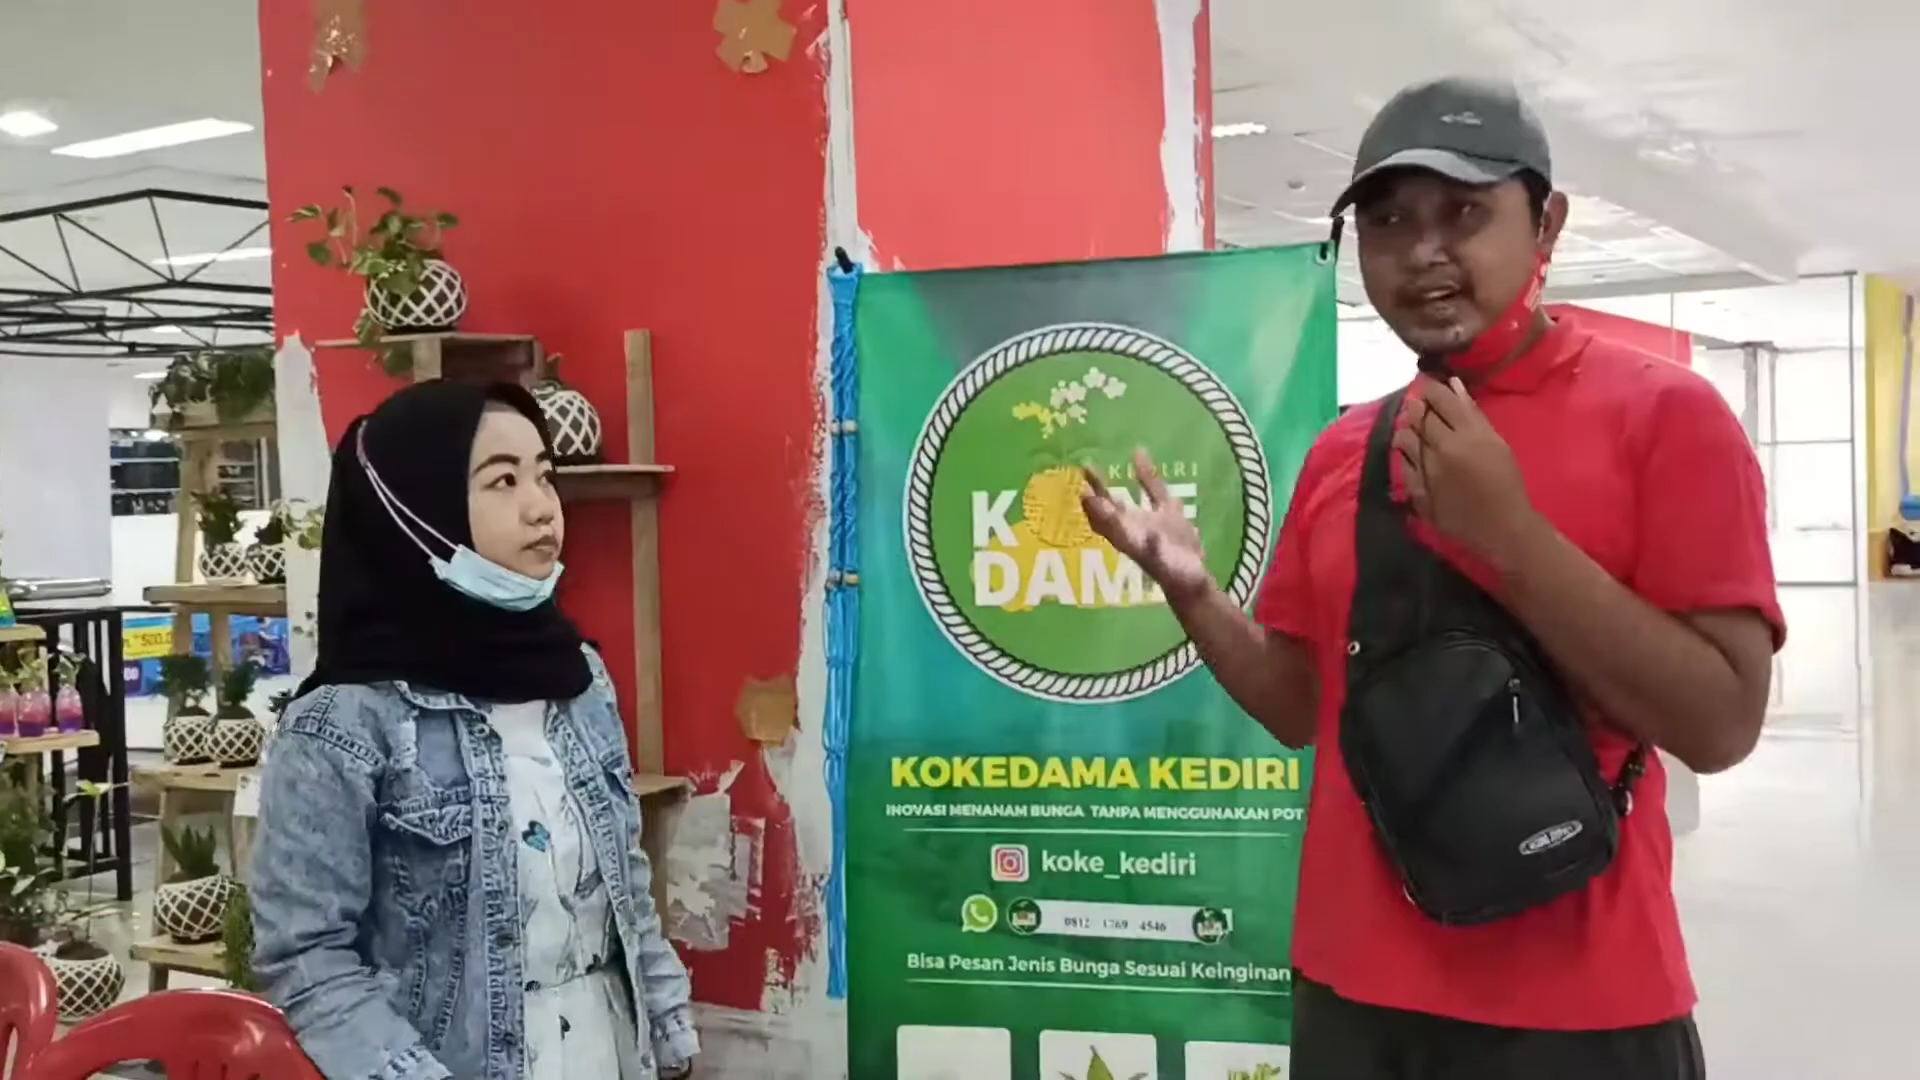 KEDIRI
DAM
KOKEDAMA KEDIRI
INOVASI MENANAM BUNGA TANPA MENGGUNAKAN POT
koke_kediri
0812 1769 4546
Bisa Pesan Jenis Bunga Sesuai Keinginan